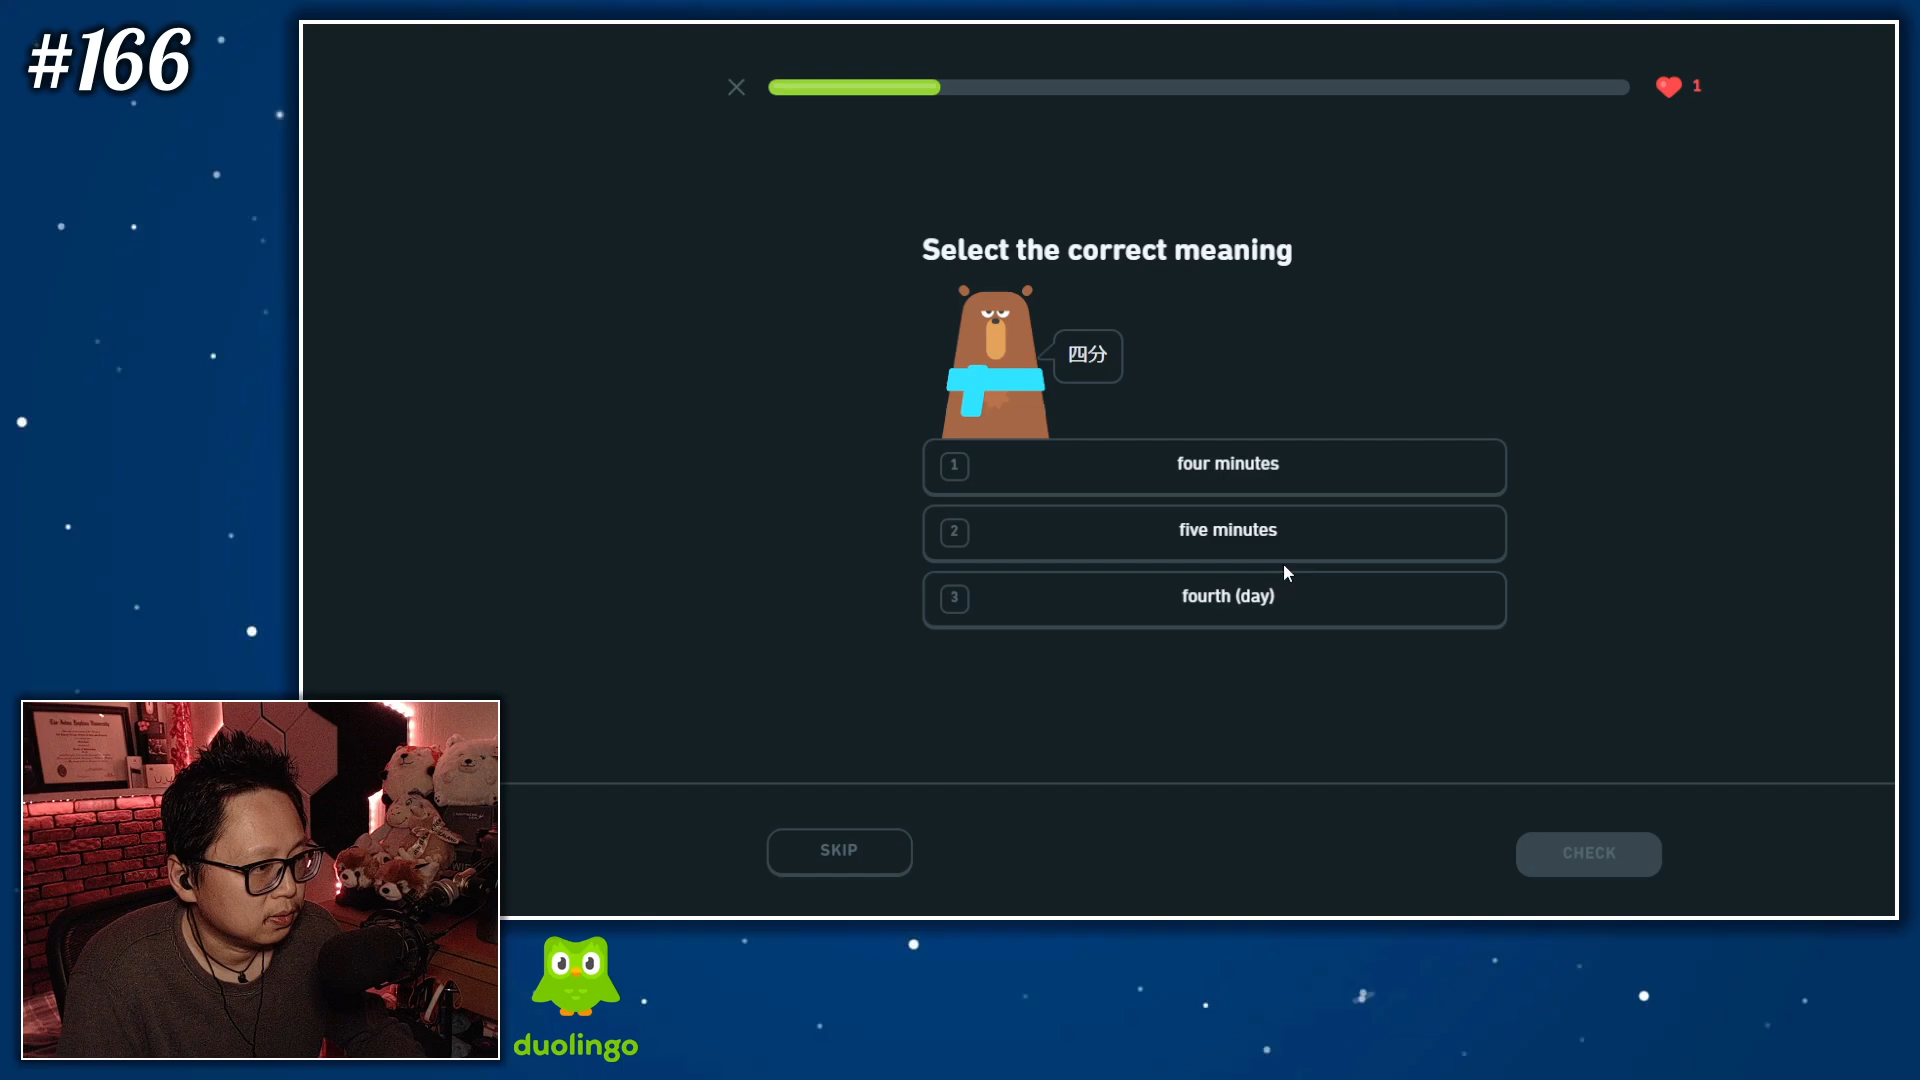 #166
1
Select the correct meaning
四分
1 four minutes
2 five minutes
3 fourth (day)
SKIP
CHECK
duolingo